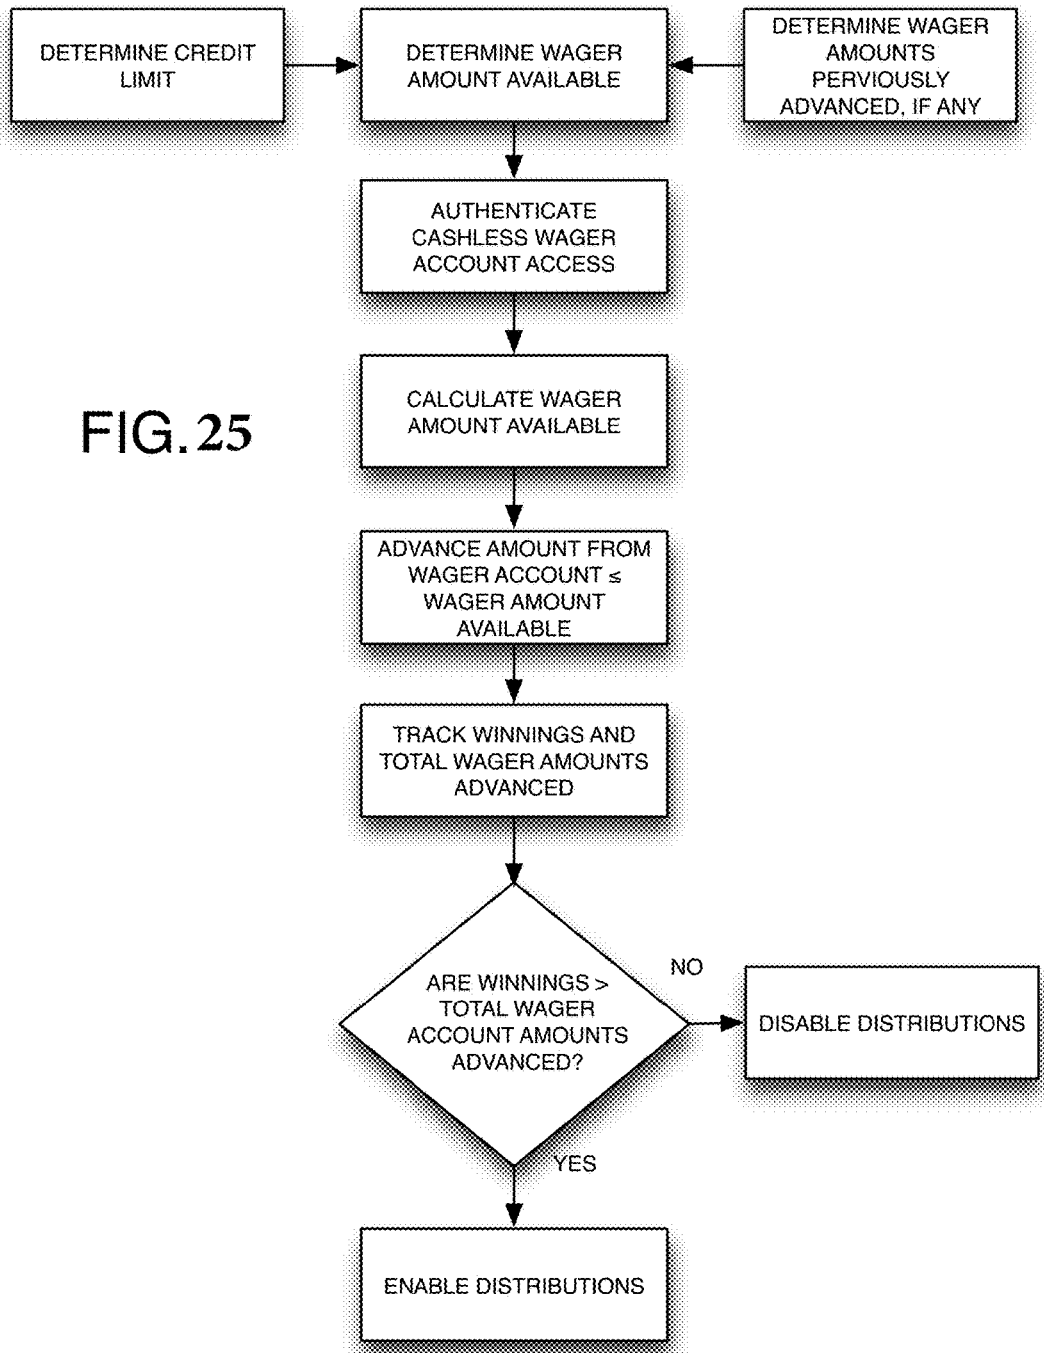 DETERMINE CREDIT
LIMIT
DETERMINE WAGER
AMOUNT AVAILABLE
DETERMINE WAGER
AMOUNTS
PERVIOUSLY
ADVANCED, IF ANY
AUTHENTICATE
CASHLESS WAGER
ACCOUNT ACCESS
CALCULATE WAGER
AMOUNT AVAILABLE
FIG. 25
ADVANCE AMOUNT FROM
WAGER ACCOUNT ≤
WAGER AMOUNT
AVAILABLE
TRACK WINNINGS AND
TOTAL WAGER AMOUNTS
ADVANCED
ARE WINNINGS >
TOTAL WAGER
ACCOUNT AMOUNTS
ADVANCED?
NO
DISABLE DISTRIBUTIONS
YES
ENABLE DISTRIBUTIONS